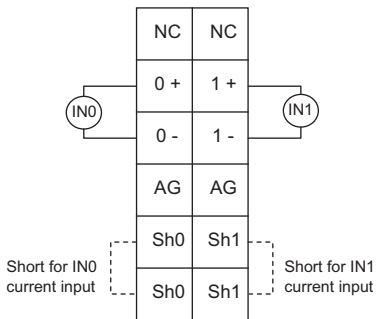 NC NC
0 + 1 +
IN0 IN1
0 - 1 -
AG AG
Sh0 Sh1
Short for IN0
current input
Short for IN1
current input
Sh0 Sh1